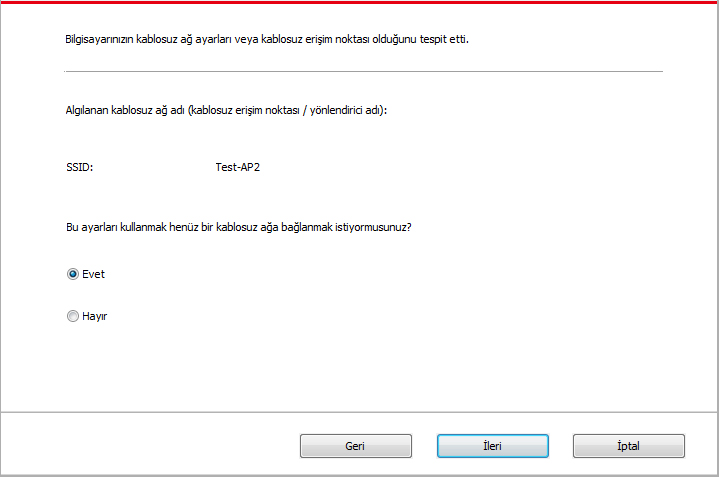 Bilgisayarınızın kablosuz ağ ayarları veya kablosuz erişim noktası olduğunu tespit etti.
Algılanan kablosuz ağ adı (kablosuz erişim noktası / yönlendirici adı):
SSID: Test-AP2
Bu ayarları kullanmak henüz bir kablosuz ağa bağlanmak istiyormusunuz?
Evet
Hayır
Geri İleri İptal